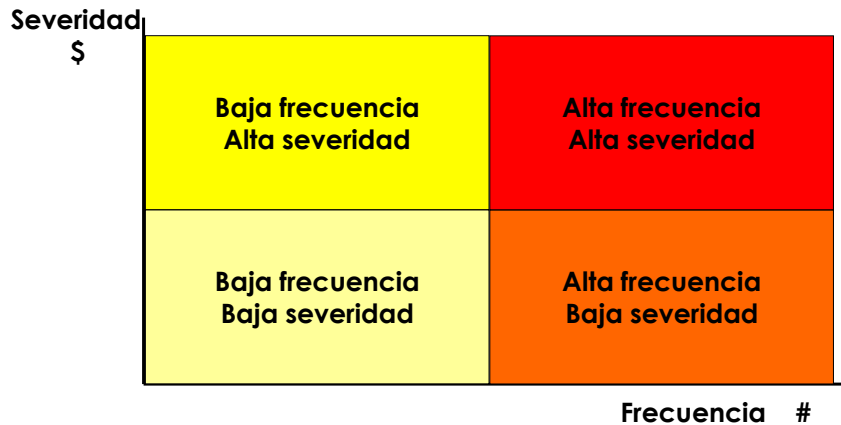 Severidad
$
Baja frecuencia
Alta severidad
Alta frecuencia
Alta severidad
Baja frecuencia
Baja severidad
Alta frecuencia
Baja severidad
Frecuencia #